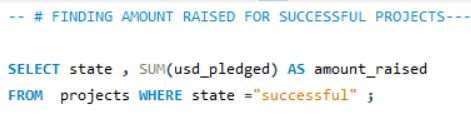 -- # FINDING AMOUNT RAISED FOR SUCCESSFUL PROJECTS---
SELECT state , SUM(usd_pledged) AS amount_raised
FROM  projects WHERE state ="successful" ;